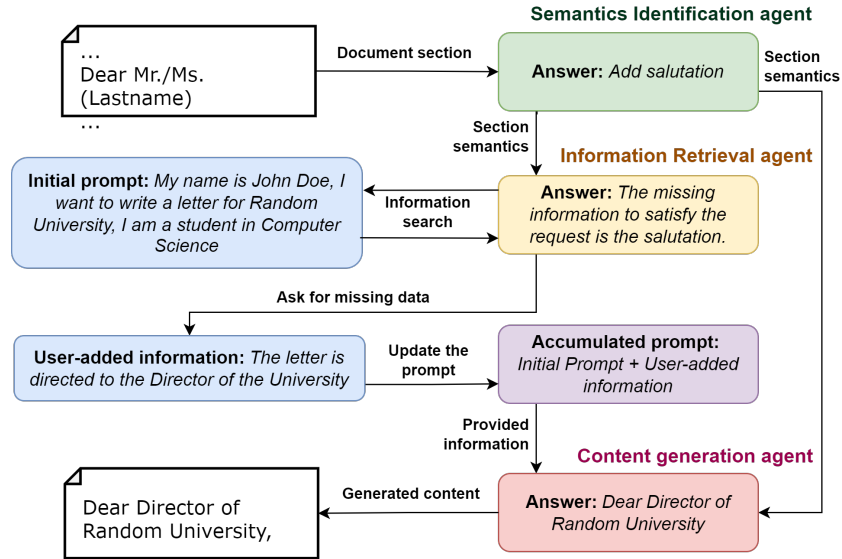 Semantics Identification agent
...
Dear Mr./Ms.
(Lastname)
...
Document section
Answer: Add salutation
Section
semantics
Section
semantics
Information Retrieval agent
Initial prompt: My name is John Doe, I
want to write a letter for Random
University, I am a student in Computer
Science
Information
search
Answer: The missing
information to satisfy the
request is the salutation.
Ask for missing data
User-added information: The letter is
directed to the Director of the University
Update the
prompt
Accumulated prompt:
Initial Prompt + User-added
information
Provided
information
Content generation agent
Dear Director of
Random University,
Generated content
Answer: Dear Director of
Random University